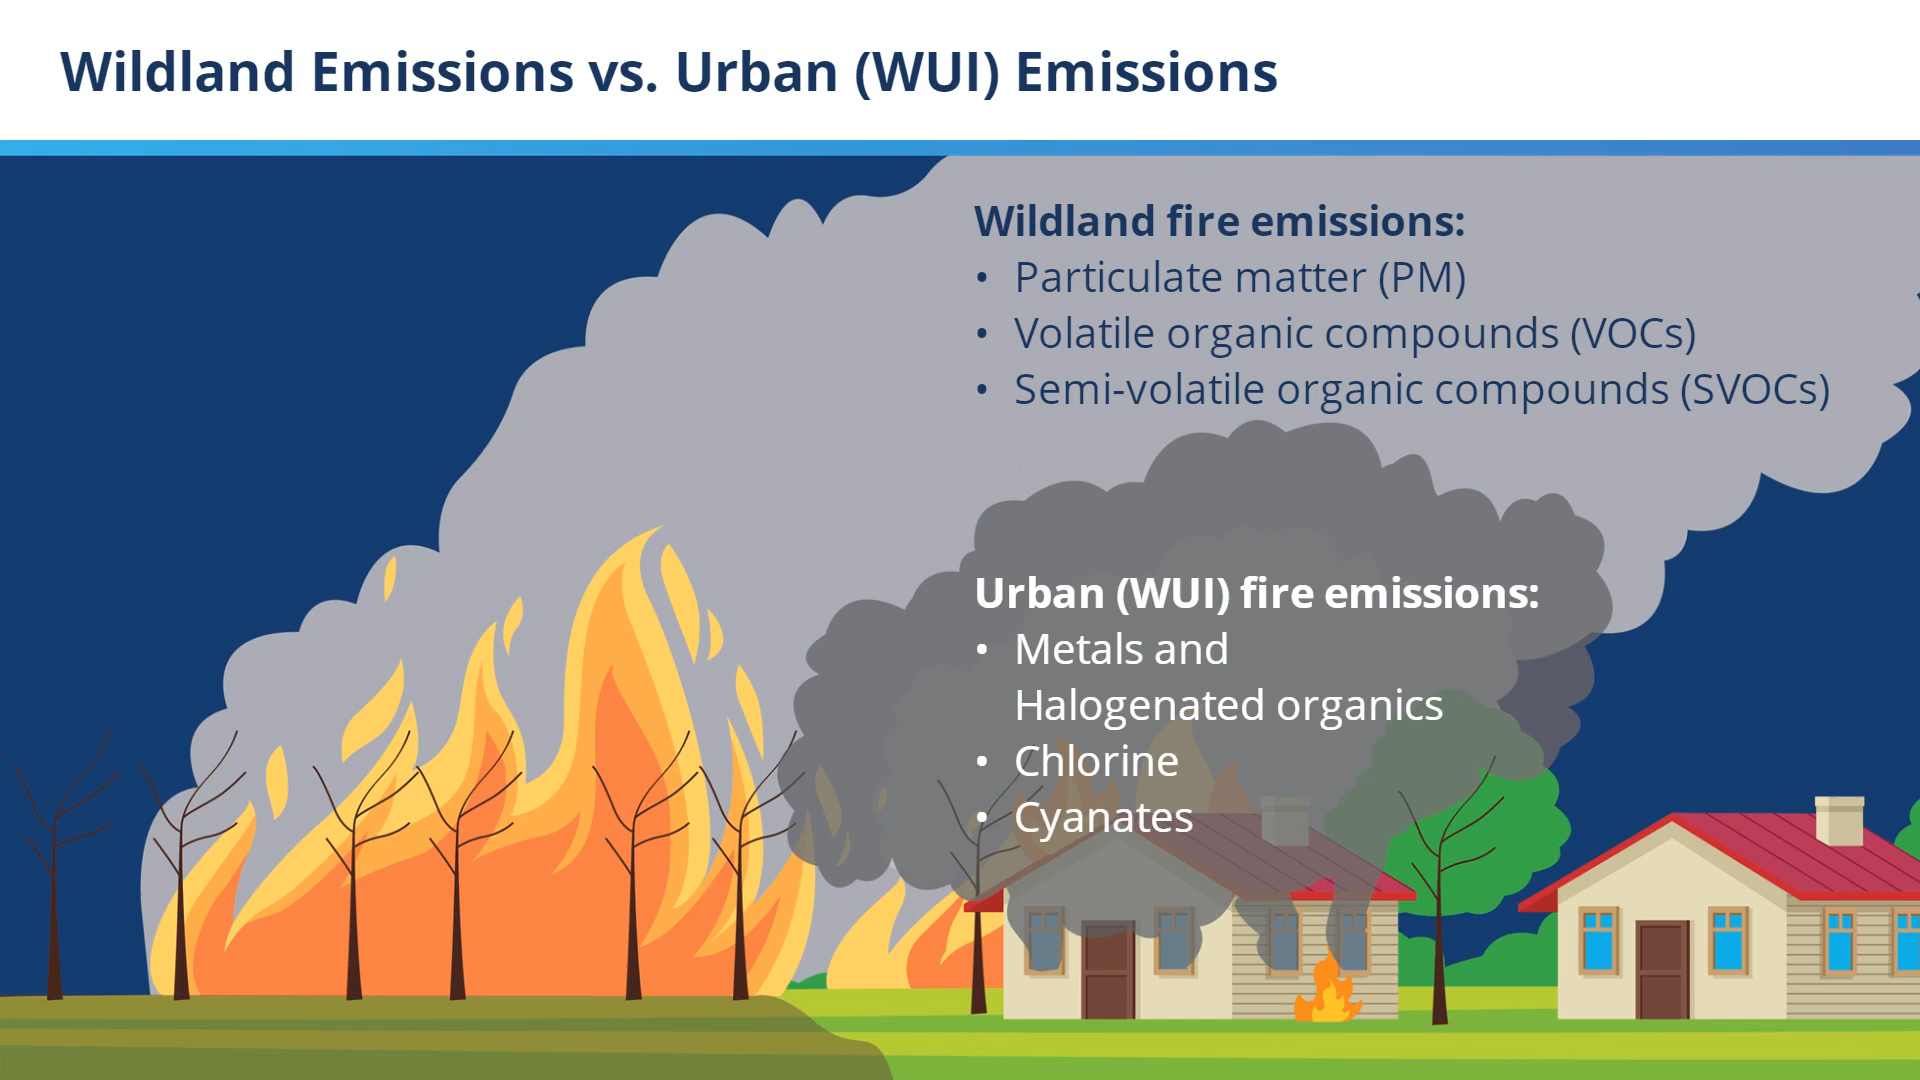 Wildland Emissions vs. Urban (WUI) Emissions
Wildland fire emissions:
• Particulate matter (PM)
• Volatile organic compounds (VOCs)
• Semi-volatile organic compounds (SVOCs)
Urban (WUI) fire emissions:
• Metals and
Halogenated organics
• Chlorine
• Cyanates